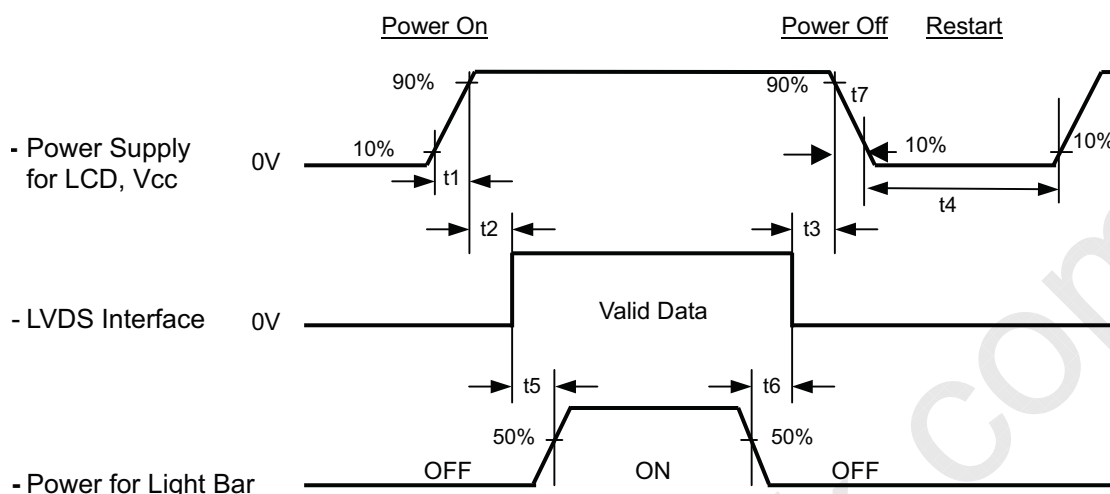 Power On
Power Off
Restart
90%
90%
t7
- Power Supply
for LCD, Vcc
0V
10%
10%
10%
t1
t4
t2
t3
- LVDS Interface
0V
Valid Data
t5
t6
50%
50%
- Power for Light Bar
OFF
ON
OFF
com